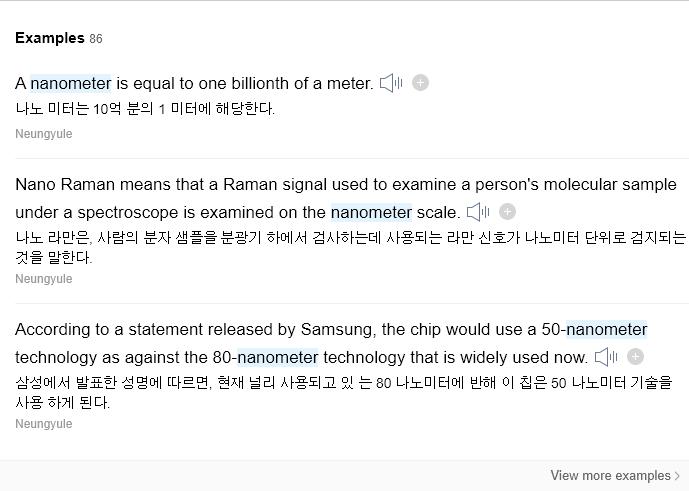 Examples 86
A nanometer is equal to one billionth of a meter.
나노 미터는 10억 분의 1 미터에 해당한다.
Neungyule
Nano Raman means that a Raman signal used to examine a person's molecular sample
under a spectroscope is examined on the nanometer scale.
나노 라만은, 사람의 분자 샘플을 분광기 하에서 검사하는데 사용되는 라만 신호가 나노미터 단위로 검지되는
것을 말한다.
Neungyule
According to a statement released by Samsung, the chip would use a 50-nanometer
technology as against the 80-nanometer technology that is widely used now.
삼성에서 발표한 성명에 따르면, 현재 널리 사용되고 있 는 80 나노미터에 반해 이 칩은 50 나노미터 기술을
사용 하게 된다.
Neungyule
View more examples